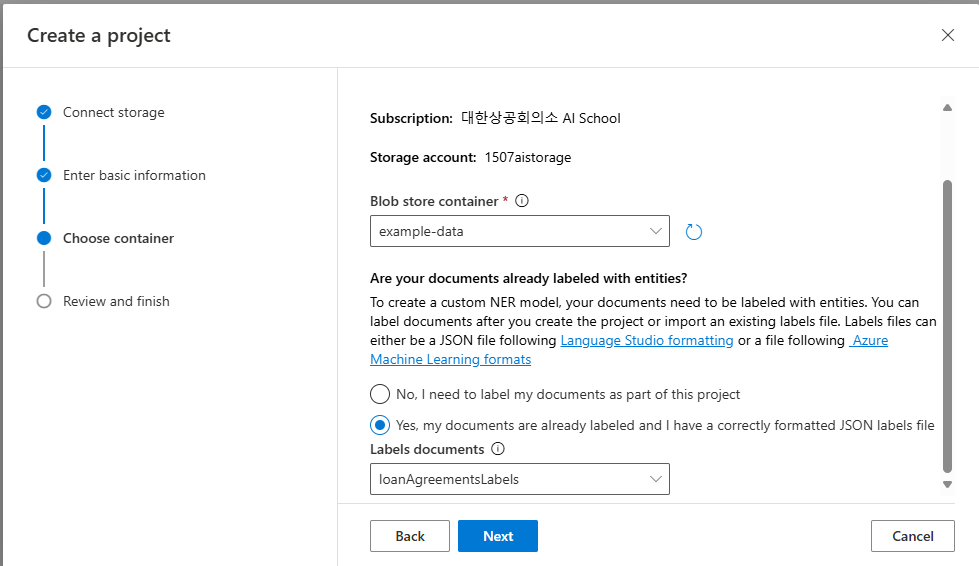 Create a project
Connect storage
Enter basic information
Choose container
Review and finish
Subscription: 대한상공회의소 AI School
Storage account: 1507aistorage
Blob store container *
example-data
Are your documents already labeled with entities?
To create a custom NER model, your documents need to be labeled with entities. You can
label documents after you create the project or import an existing labels file. Labels files can
either be a JSON file following Language Studio formatting or a file following Azure
Machine Learning formats
No, I need to label my documents as part of this project
Yes, my documents are already labeled and I have a correctly formatted JSON labels file
Labels documents
loanAgreementsLabels
Back
Next
Cancel